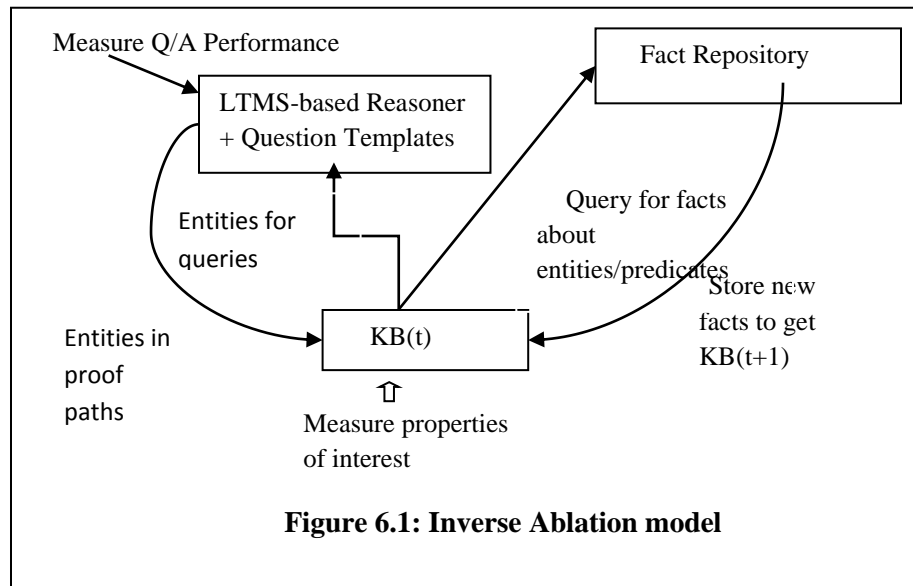 Measure Q/A Performance
Fact Repository
LTMS-based Reasoner
+ Question Templates
Entities for
queries
Query for facts
about
entities/predicates
Store new
facts to get
KB(t+1)
KB(t)
Entities in
proof
paths
Measure properties
of interest
Figure 6.1: Inverse Ablation model